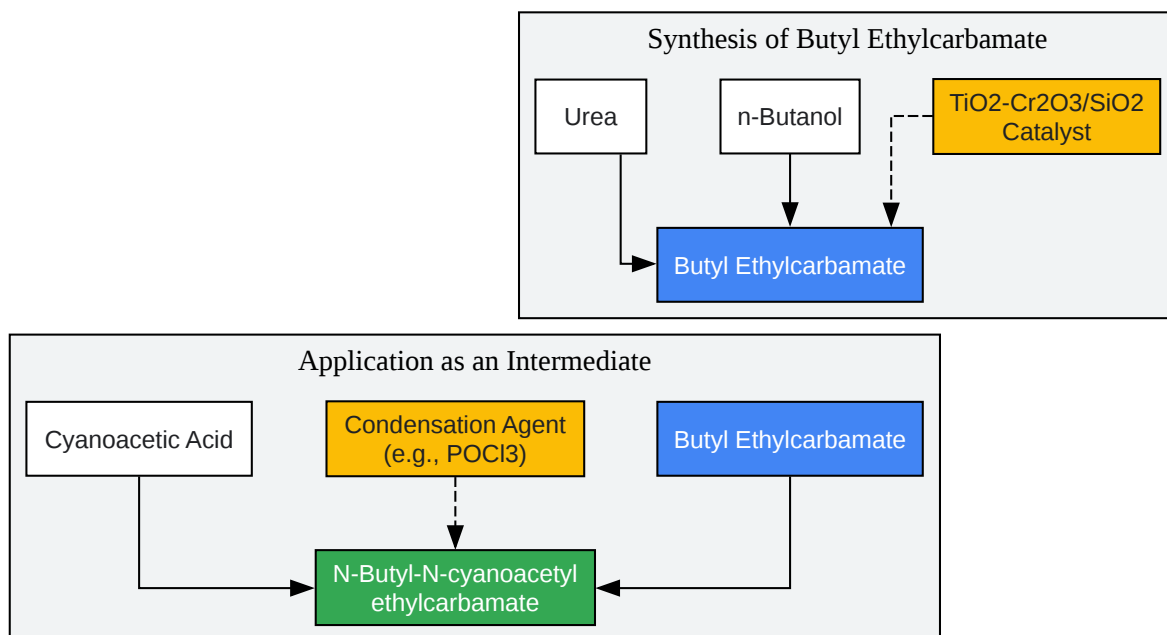 Synthesis of Butyl Ethylcarbamate
Urea
n-Butanol
TiO2-Cr2O3/SiO2
Catalyst
Butyl Ethylcarbamate
Application as an Intermediate
Cyanoacetic Acid
Condensation Agent
(e.g., POCl3)
Butyl Ethylcarbamate
N-Butyl-N-cyanoacetyl
ethylcarbamate